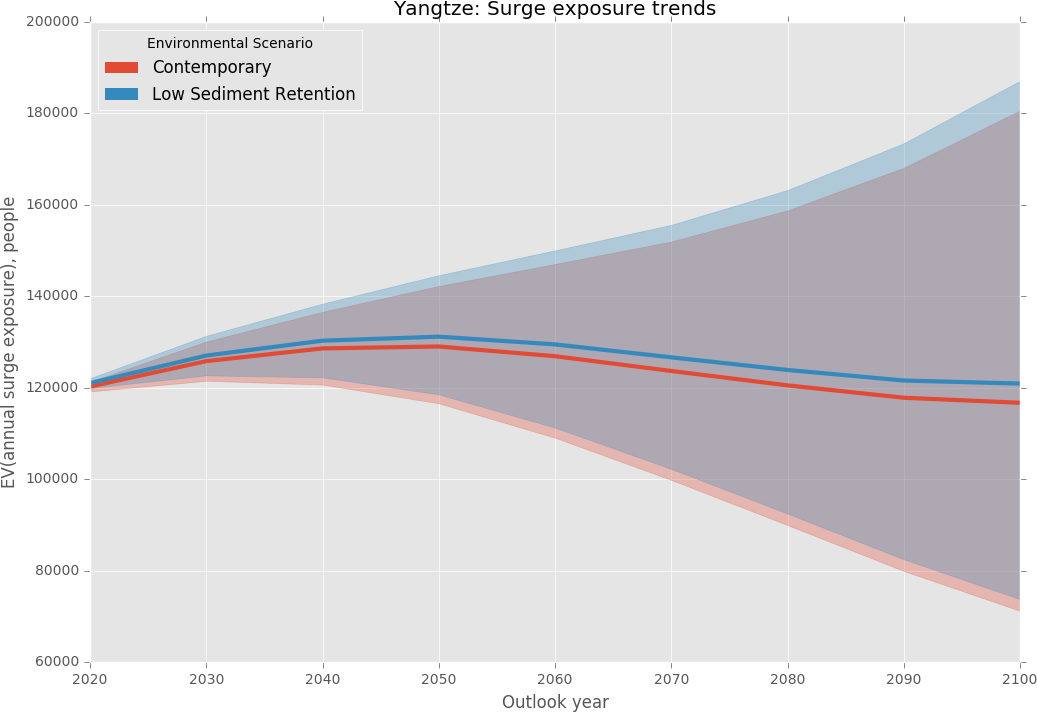 Yangtze: Surge exposure trends
Environmental Scenario
Contemporary
Low Sediment Retention
EV(annual surge exposure), people
200000
180000
160000
140000
120000
100000
80000
60000
2020 2030 2040 2050 2060 2070 2080 2090 2100
Outlook year